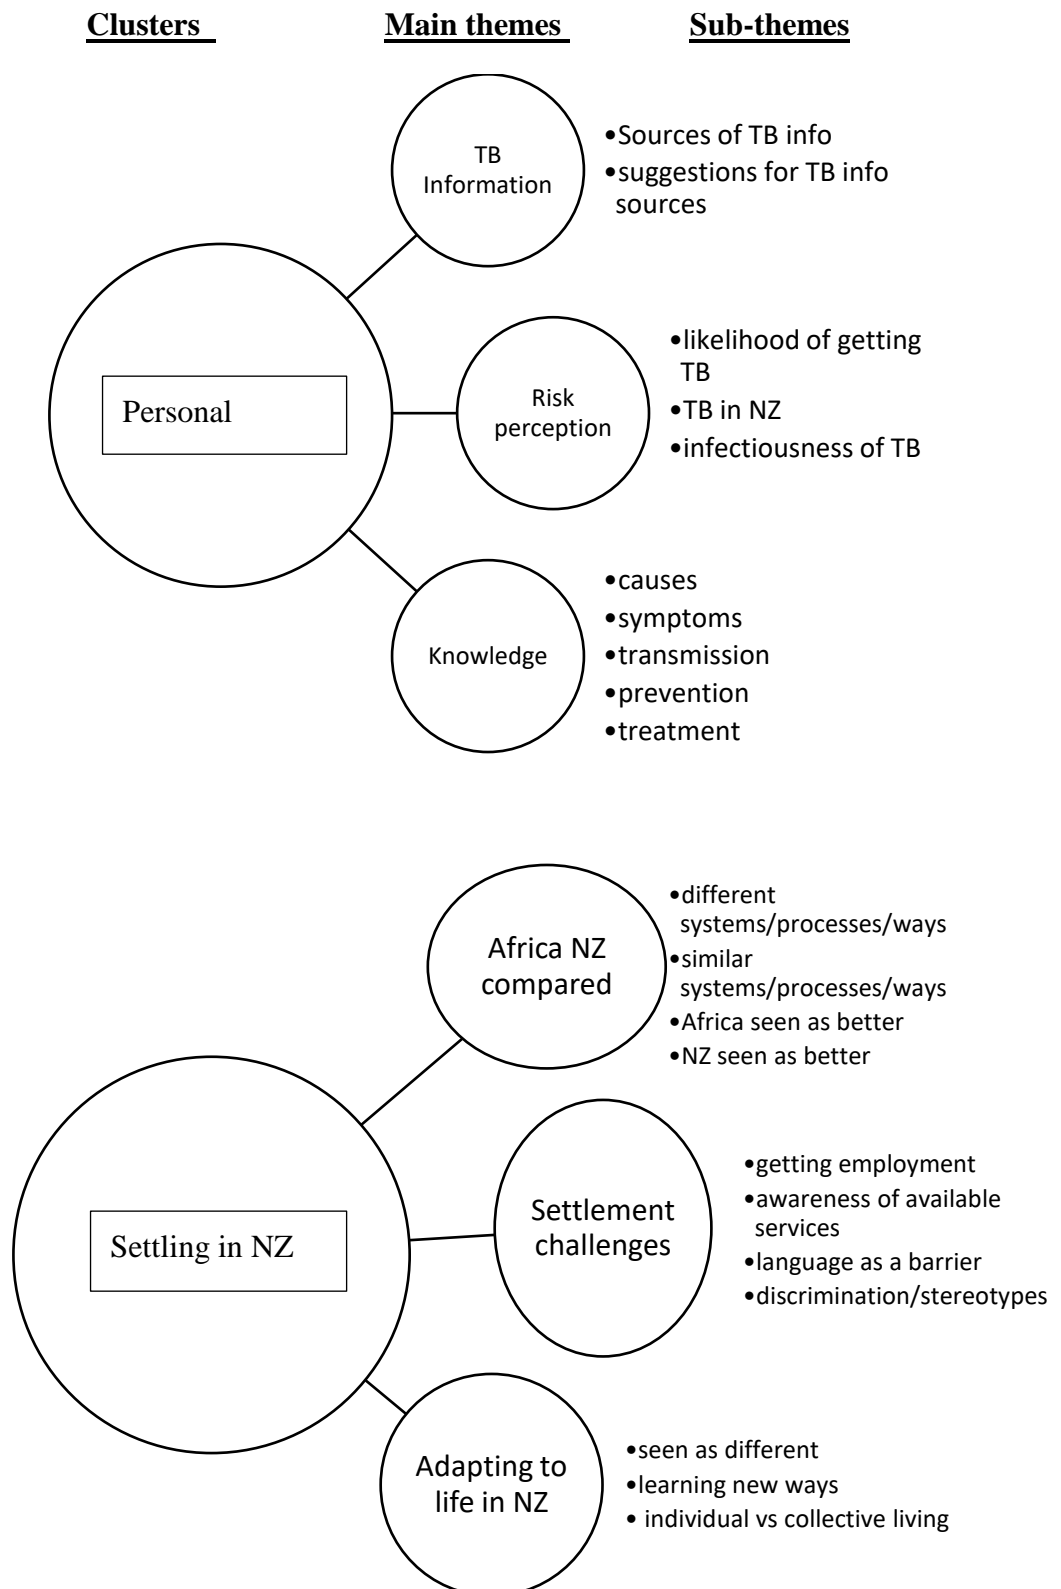 Clusters Main themes Sub-themes
TB
Information
•Sources of TB info
•suggestions for TB info
sources
Personal
Risk
perception
•likelihood of getting
TB
•TB in NZ
•infectiousness of TB
Knowledge
•causes
•symptoms
•transmission
•prevention
•treatment
Africa NZ
compared
•different
systems/processes/ways
•similar
systems/processes/ways
•Africa seen as better
•NZ seen as better
Settling in NZ
Settlement
challenges
•getting employment
•awareness of available
services
•language as a barrier
•discrimination/stereotypes
Adapting to
life in NZ
•seen as different
•learning new ways
• individual vs collective living